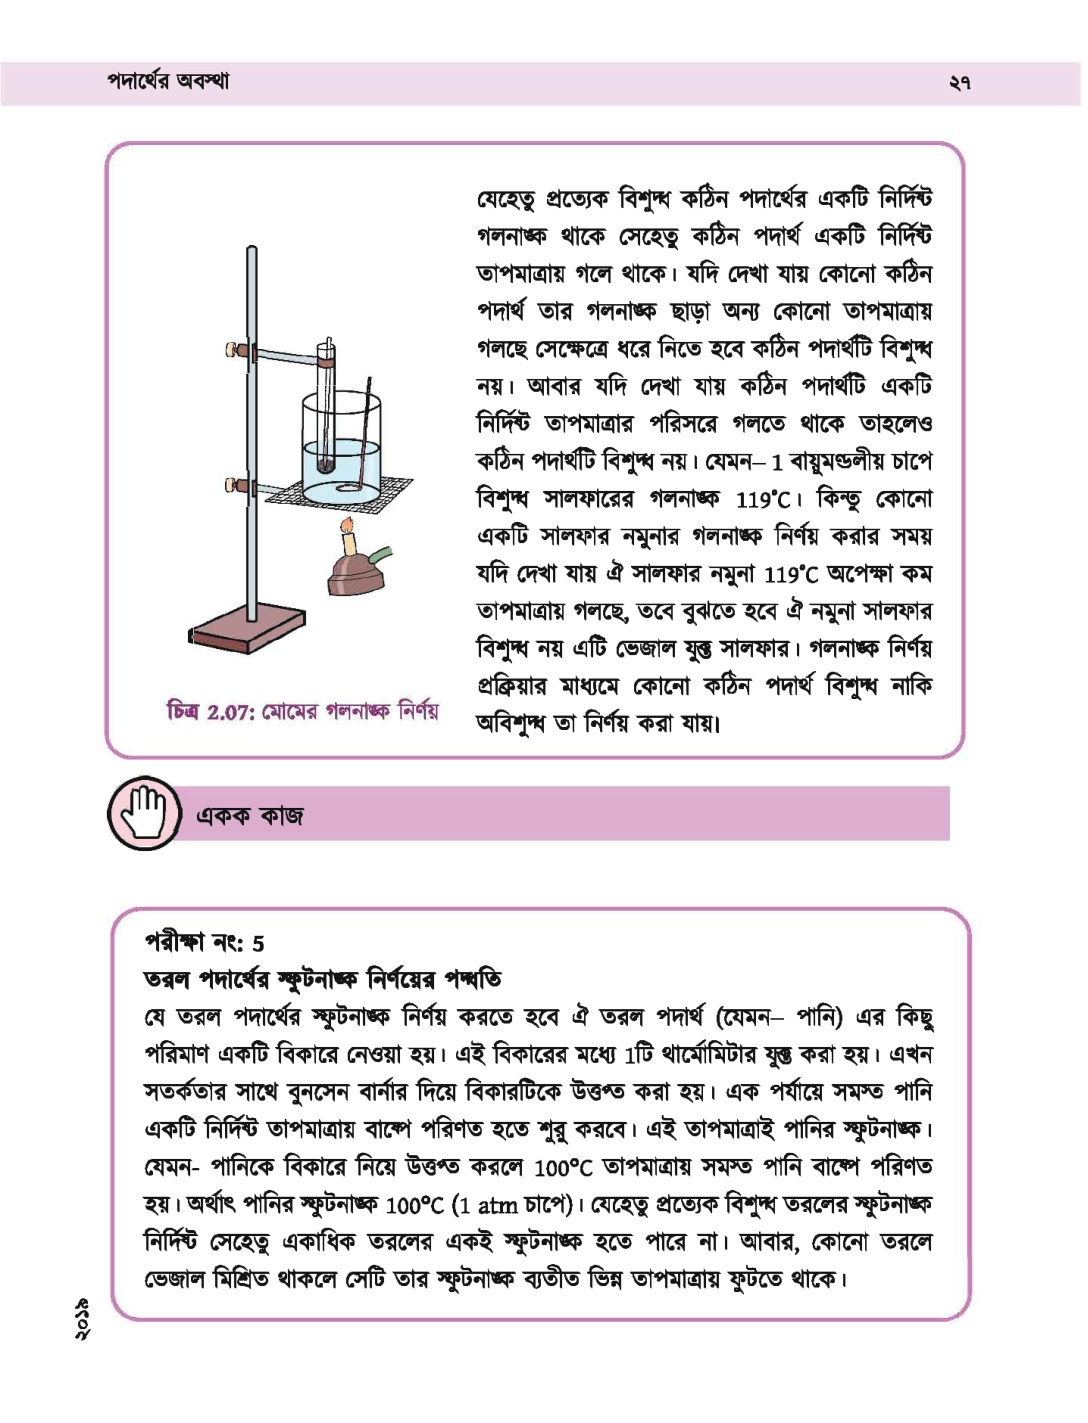 পদার্থের অবস্থা ২৭
যেহেতু প্রত্যেক বিশুদ্ধ কঠিন পদার্থের একটি নির্দিষ্ট
গলনাঙ্ক থাকে সেহেতু কঠিন পদার্থ একটি নির্দিষ্ট
তাপমাত্রায় গলে থাকে। যদি দেখা যায় কোনো কঠিন
পদার্থ তার গলনাঙ্ক ছাড়া অন্য কোনো তাপমাত্রায়
গলছে সেক্ষেত্রে ধরে নিতে হবে কঠিন পদার্থটি বিশুদ্ধ
নয়। আবার যদি দেখা যায় কঠিন পদার্থটি একটি
নির্দিষ্ট তাপমাত্রার পরিসরে গলতে থাকে তাহলেও
কঠিন পদার্থটি বিশুদ্ধ নয়। যেমন– 1 বায়ুমণ্ডলীয় চাপে
বিশুদ্ধ সালফারের গলনাঙ্ক 119°C। কিন্তু কোনো
একটি সালফার নমুনার গলনাঙ্ক নির্ণয় করার সময়
যদি দেখা যায় ঐ সালফার নমুনা 119°C অপেক্ষা কম
তাপমাত্রায় গলছে, তবে বুঝতে হবে ঐ নমুনা সালফার
বিশুদ্ধ নয় এটি ভেজাল যুক্ত সালফার। গলনাঙ্ক নির্ণয়
প্রক্রিয়ার মাধ্যমে কোনো কঠিন পদার্থ বিশুদ্ধ নাকি
অবিশুদ্ধ তা নির্ণয় করা যায়।
চিত্র 2.07: মোমের গলনাঙ্ক নির্ণয়
একক কাজ
পরীক্ষা নং: 5
তরল পদার্থের স্ফুটনাঙ্ক নির্ণয়ের পদ্ধতি
যে তরল পদার্থের স্ফুটনাঙ্ক নির্ণয় করতে হবে ঐ তরল পদার্থ (যেমন– পানি) এর কিছু
পরিমাণ একটি বিকারে নেওয়া হয়। এই বিকারের মধ্যে 1টি থার্মোমিটার যুক্ত করা হয়। এখন
সতর্কতার সাথে বুনসেন বার্নার দিয়ে বিকারটিকে উত্তপ্ত করা হয়। এক পর্যায়ে সমস্ত পানি
একটি নির্দিষ্ট তাপমাত্রায় বাষ্পে পরিণত হতে শুরু করবে। এই তাপমাত্রাই পানির স্ফুটনাঙ্ক।
যেমন- পানিকে বিকারে নিয়ে উত্তপ্ত করলে 100°C তাপমাত্রায় সমস্ত পানি বাষ্পে পরিণত
হয়। অর্থাৎ পানির স্ফুটনাঙ্ক 100°C (1 atm চাপে)। যেহেতু প্রত্যেক বিশুদ্ধ তরলের স্ফুটনাঙ্ক
নির্দিষ্ট সেহেতু একাধিক তরলের একই স্ফুটনাঙ্ক হতে পারে না। আবার, কোনো তরলে
ভেজাল মিশ্রিত থাকলে সেটি তার স্ফুটনাঙ্ক ব্যতীত ভিন্ন তাপমাত্রায় ফুটতে থাকে।
২০১৯